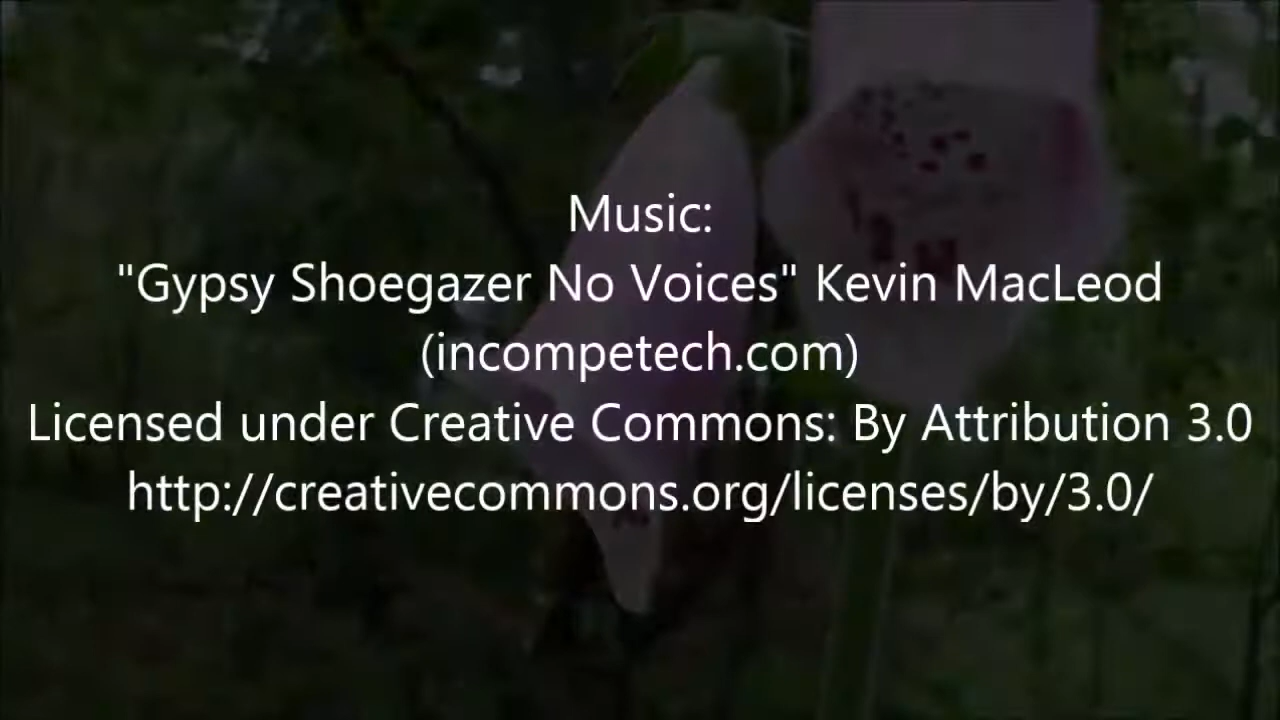 Music:
"Gypsy Shoegazer No Voices" Kevin MacLeod
(incompetech.com)
Licensed under Creative Commons: By Attribution 3.0
http://creativecommons.org/licenses/by/3.0/